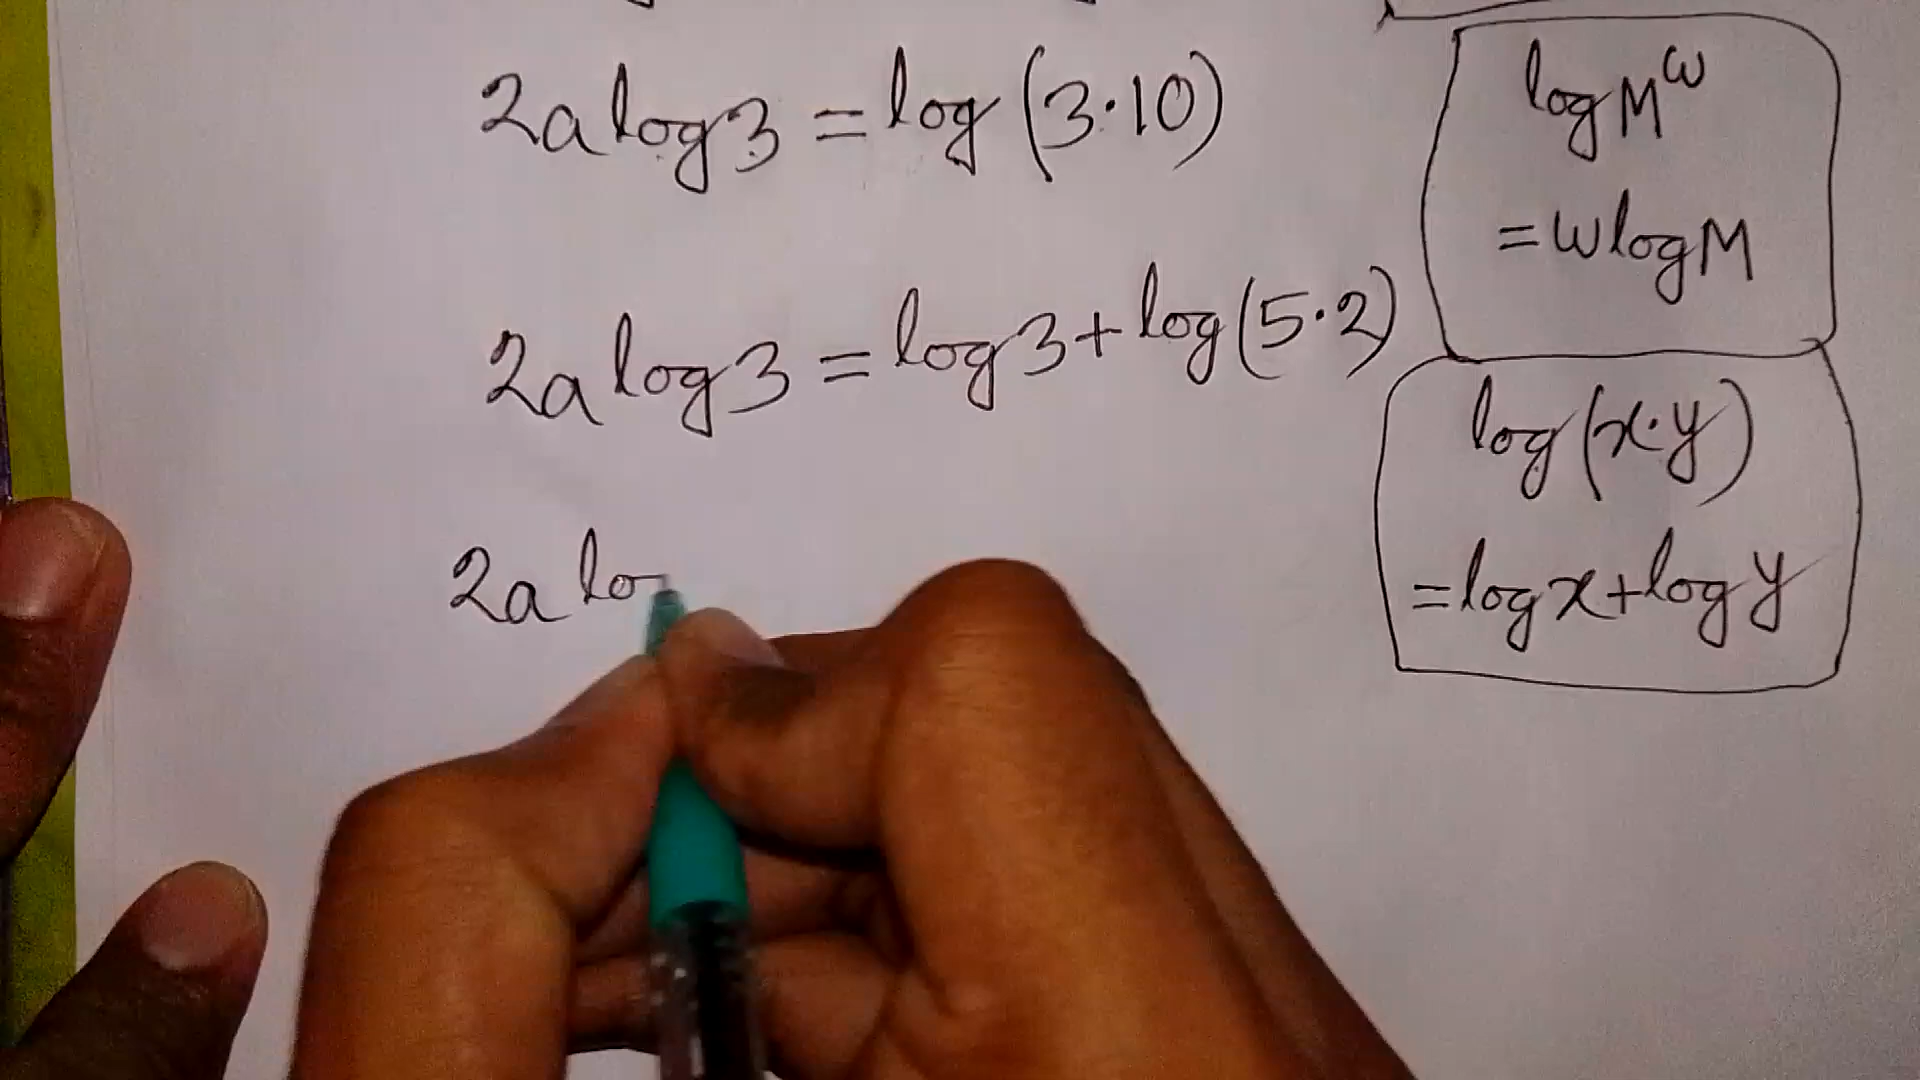 2a log 3 = log (3·10)
2a log 3 = log 3 + log (5·2)
2a lo
log M^w
= w log M
log (x·y)
= log x + log y